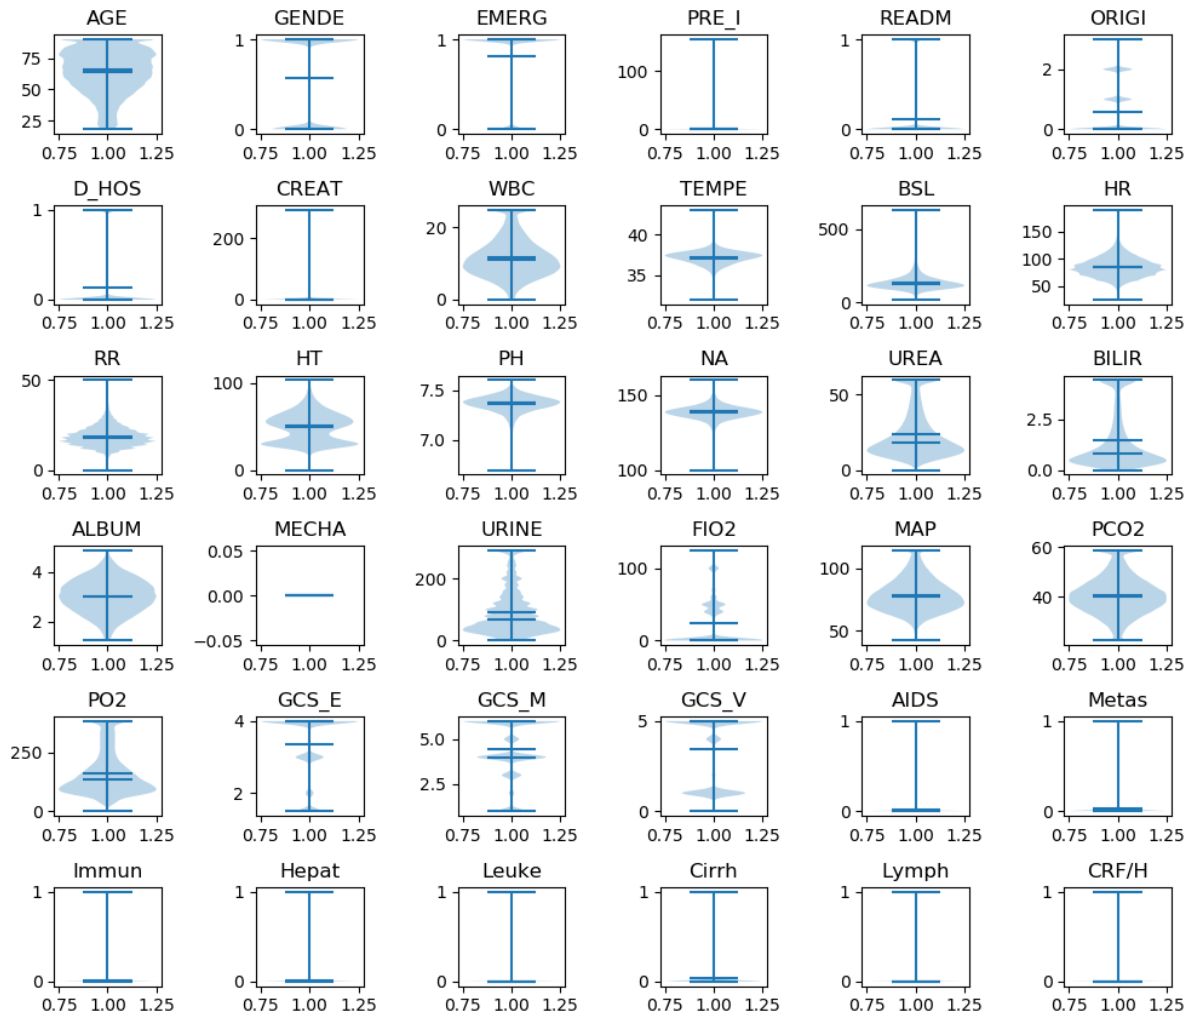 AGE GENDE EMERG PRE_I READM ORIGI
75 1 1 1 2
50 100
25 0 0 0 0 0
0.75 1.00 1.25 0.75 1.00 1.25 0.75 1.00 1.25 0.75 1.00 1.25 0.75 1.00 1.25 0.75 1.00 1.25
D_HOS CREAT WBC TEMPE BSL HR
1 200 20 40 500 150
10 35 100
0 0 0 0 50
0.75 1.00 1.25 0.75 1.00 1.25 0.75 1.00 1.25 0.75 1.00 1.25 0.75 1.00 1.25 0.75 1.00 1.25
RR HT PH NA UREA BILIR
50 100 7.5 150 50 2.5
50 7.0
0 0 100 0 0.0
0.75 1.00 1.25 0.75 1.00 1.25 0.75 1.00 1.25 0.75 1.00 1.25 0.75 1.00 1.25 0.75 1.00 1.25
ALBUM MECHA URINE FIO2 MAP PCO2
4 0.05 200 100 100 60
0.00 40
2 −0.05 0 0 50
0.75 1.00 1.25 0.75 1.00 1.25 0.75 1.00 1.25 0.75 1.00 1.25 0.75 1.00 1.25 0.75 1.00 1.25
PO2 GCS_E GCS_M GCS_V AIDS Metas
250 4 5.0 5 1 1
0 2 2.5 0 0 0
0.75 1.00 1.25 0.75 1.00 1.25 0.75 1.00 1.25 0.75 1.00 1.25 0.75 1.00 1.25 0.75 1.00 1.25
Immun Hepat Leuke Cirrh Lymph CRF/H
1 1 1 1 1 1
0 0 0 0 0 0
0.75 1.00 1.25 0.75 1.00 1.25 0.75 1.00 1.25 0.75 1.00 1.25 0.75 1.00 1.25 0.75 1.00 1.25